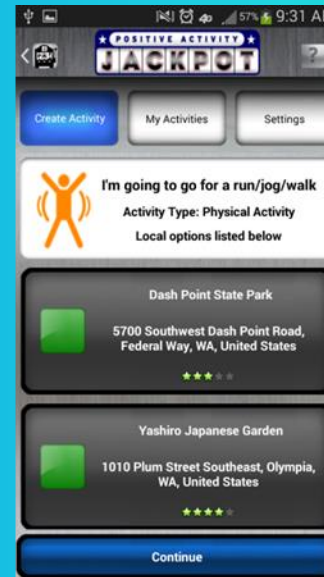 57% 9:31 AM
POSITIVE ACTIVITY
JACKPOT
?
Create Activity
My Activities
Settings
I'm going to go for a run/jog/walk
Activity Type: Physical Activity
Local options listed below
Dash Point State Park
5700 Southwest Dash Point Road,
Federal Way, WA, United States
Yashiro Japanese Garden
1010 Plum Street Southeast, Olympia,
WA, United States
Continue